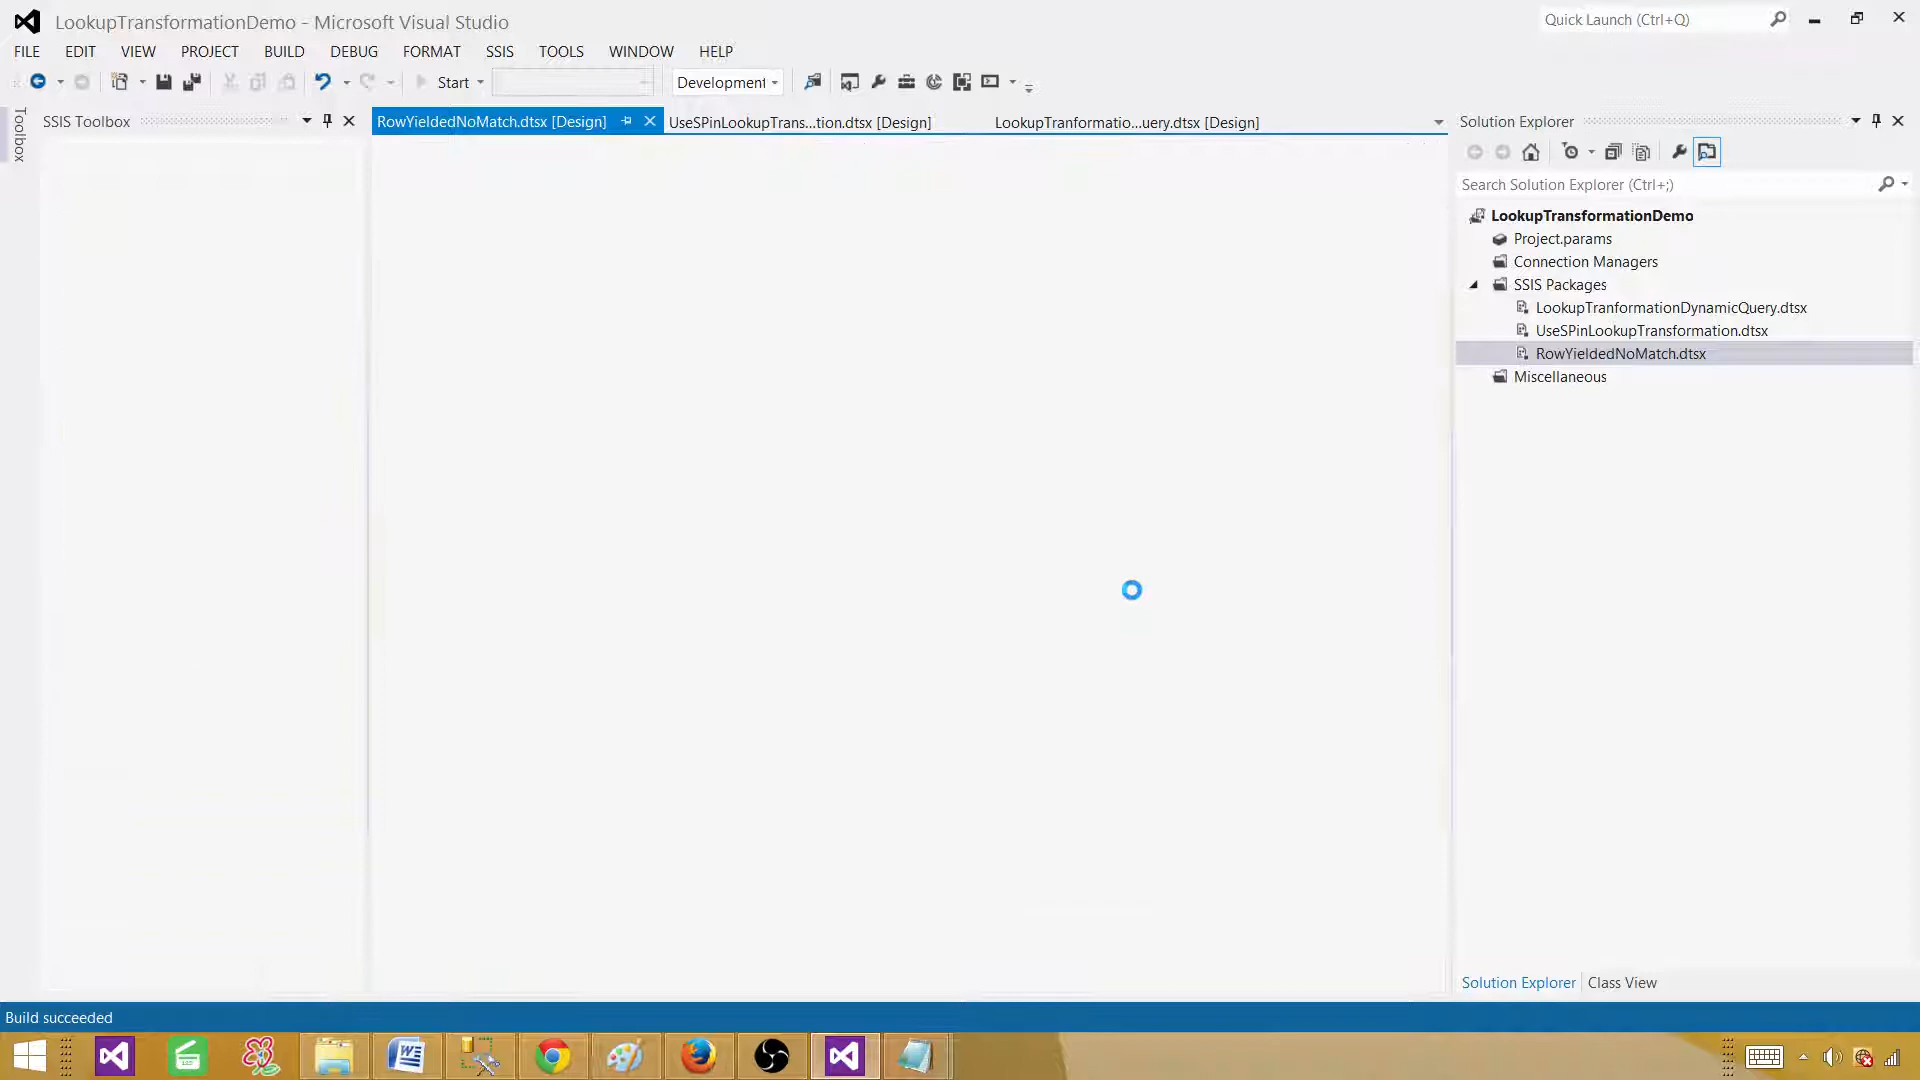 LookupTransformationDemo - Microsoft Visual Studio
Quick Launch (Ctrl+Q)
FILE EDIT VIEW PROJECT BUILD DEBUG FORMAT SSIS TOOLS WINDOW HELP
Start
Development
Toolbox
SSIS Toolbox
RowYieldedNoMatch.dtsx [Design]
UseSPinLookupTrans...tion.dtsx [Design]
LookupTranformatio...uery.dtsx [Design]
Solution Explorer
Search Solution Explorer (Ctrl+;)
LookupTransformationDemo
Project.params
Connection Managers
SSIS Packages
LookupTranformationDynamicQuery.dtsx
UseSPinLookupTransformation.dtsx
RowYieldedNoMatch.dtsx
Miscellaneous
Solution Explorer
Class View
Build succeeded